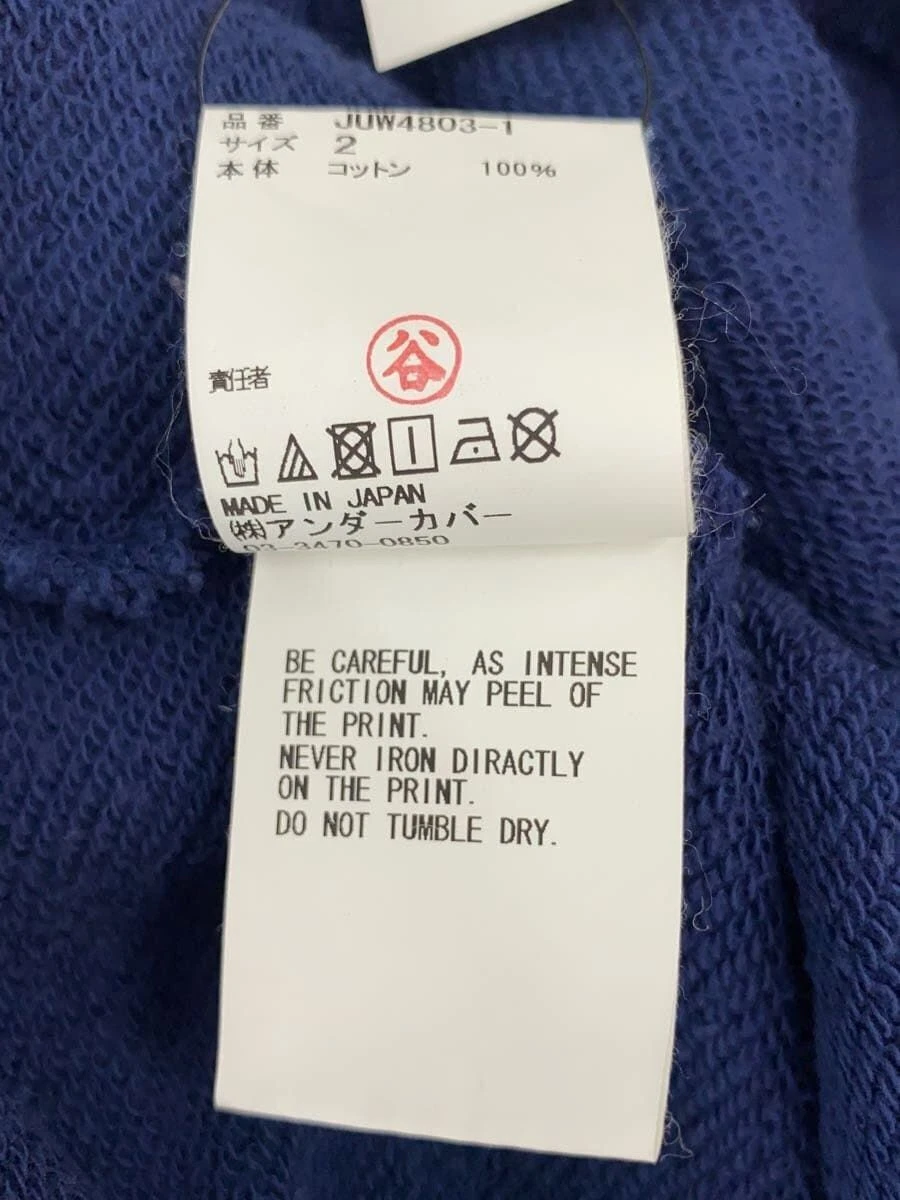 品番 JUW4803-1
サイズ 2
本体 コットン 100%
谷
責任者
MADE IN JAPAN
㈱アンダーカバー
03-3470-0850
BE CAREFUL, AS INTENSE
FRICTION MAY PEEL OF
THE PRINT.
NEVER IRON DIRACTLY
ON THE PRINT.
DO NOT TUMBLE DRY.